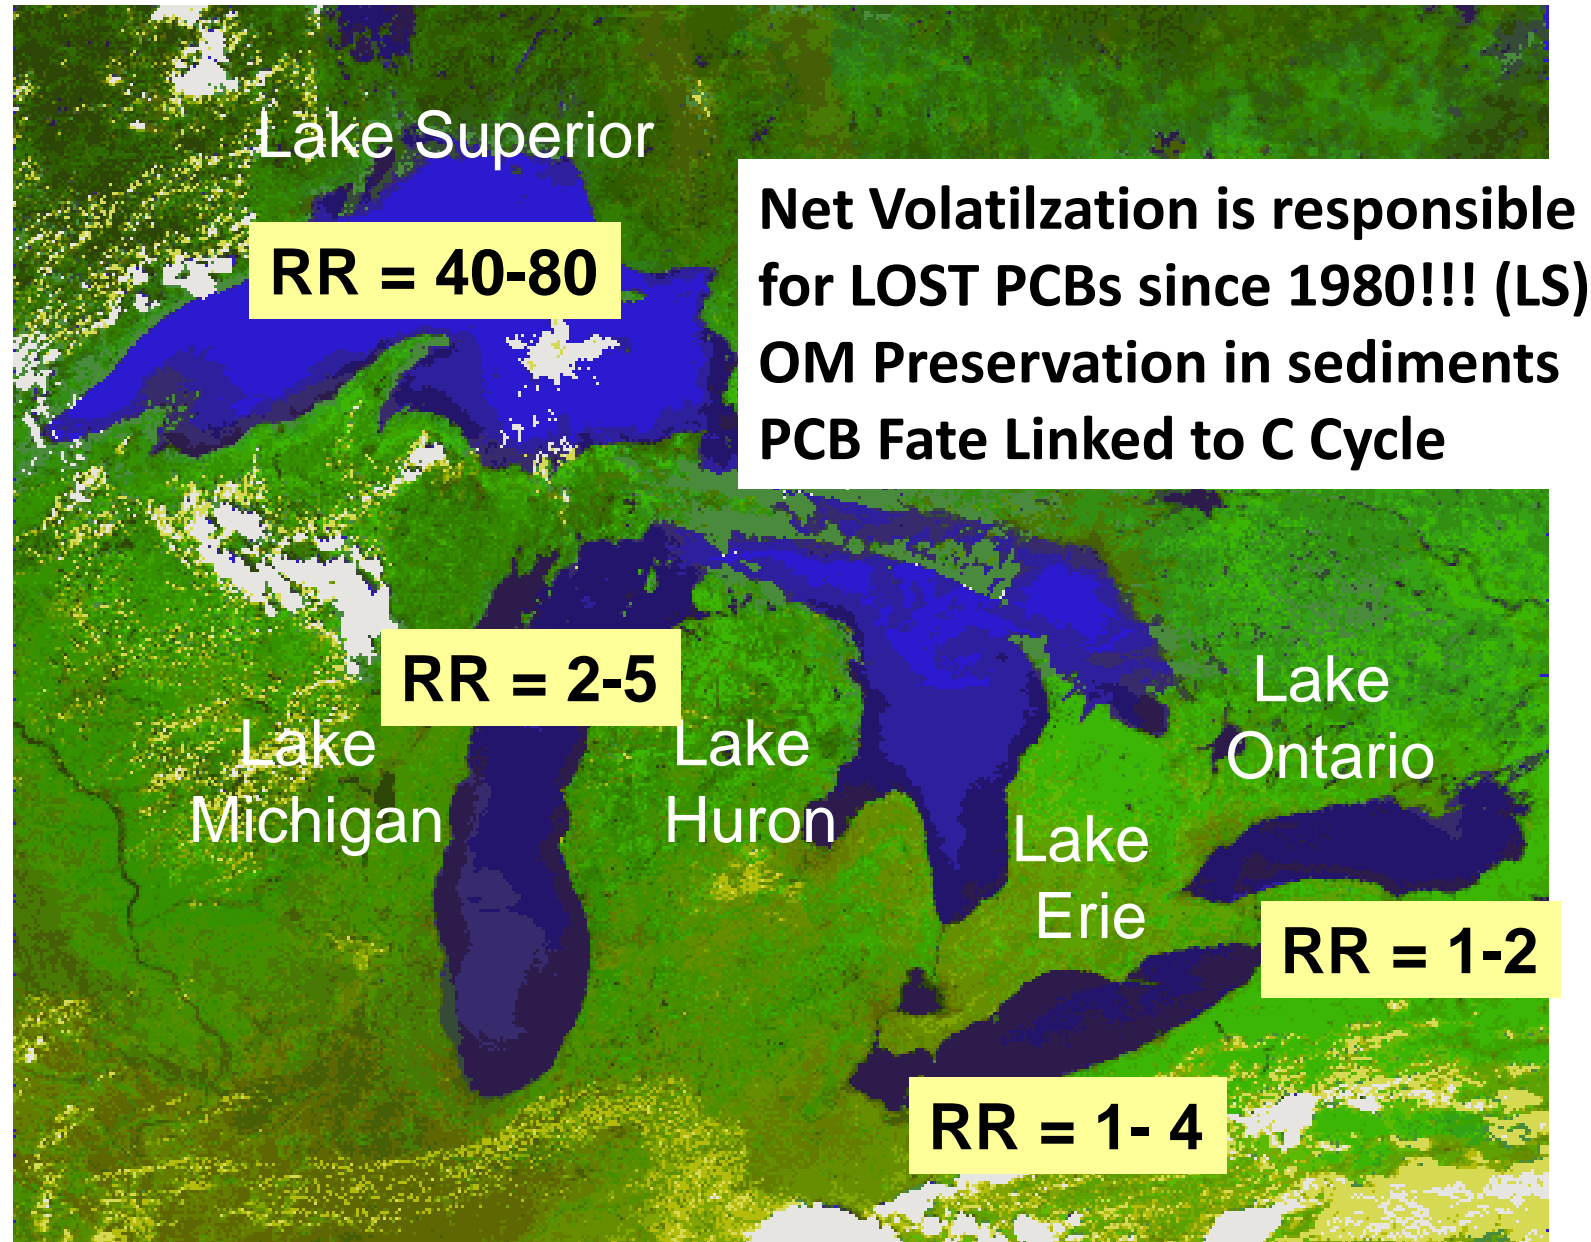 Lake Superior
RR = 40-80
Net Volatilzation is responsible
for LOST PCBs since 1980!!! (LS)
OM Preservation in sediments
PCB Fate Linked to C Cycle
RR = 2-5
Lake
Michigan
Lake
Huron
Lake
Ontario
Lake
Erie
RR = 1-2
RR = 1- 4